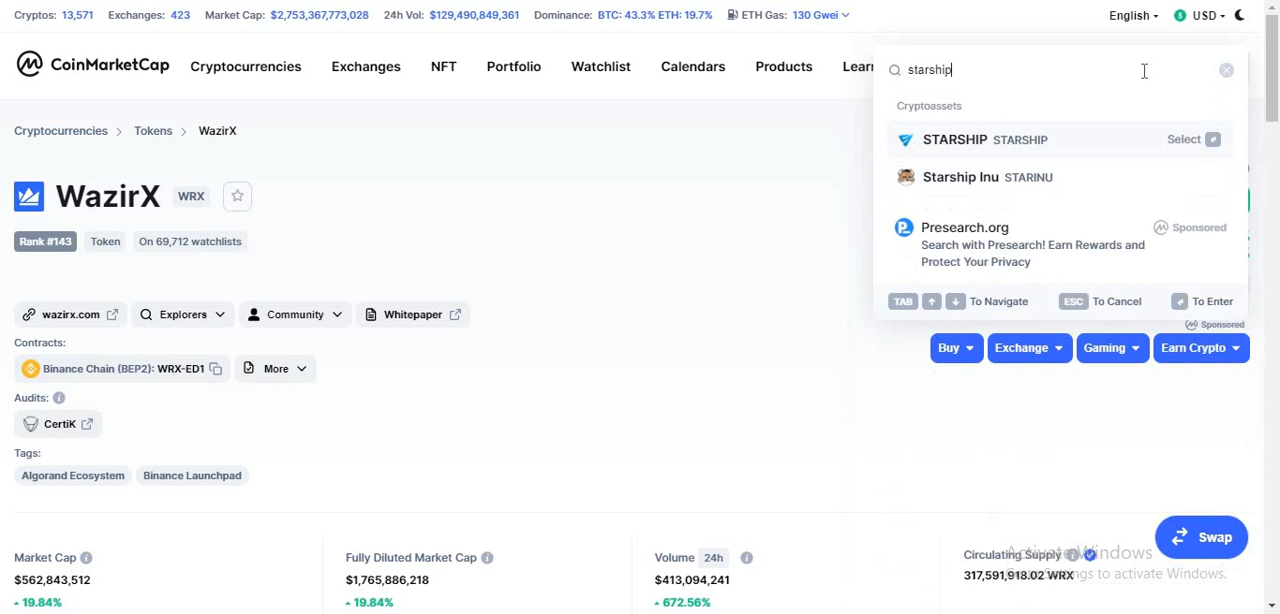 Cryptos: 13,571 Exchanges: 423 Market Cap: $2,753,367,773,028 24h Vol: $129,490,849,361 Dominance: BTC: 43.3% ETH: 19.7% ETH Gas: 130 Gwei English USD
CoinMarketCap Cryptocurrencies Exchanges NFT Portfolio Watchlist Calendars Products Learn
starship
Cryptoassets
STARSHIP STARSHIP Select
Starship Inu STARINU
Presearch.org Sponsored
Search with Presearch! Earn Rewards and
Protect Your Privacy
TAB To Navigate ESC To Cancel To Enter
Sponsored
Cryptocurrencies > Tokens > WazirX
WazirX WRX
Rank #143 Token On 69,712 watchlists
wazirx.com Explorers Community Whitepaper
Buy Exchange Gaming Earn Crypto
Contracts:
Binance Chain (BEP2): WRX-ED1 More
Audits:
CertiK
Tags:
Algorand Ecosystem Binance Launchpad
Swap
Market Cap Fully Diluted Market Cap Volume 24h Circulating Supply
$562,843,512 $1,765,886,218 $413,094,241 317,591,918.02 WRX
19.84% 19.84% 672.56%
Activate Windows
Go to Settings to activate Windows.